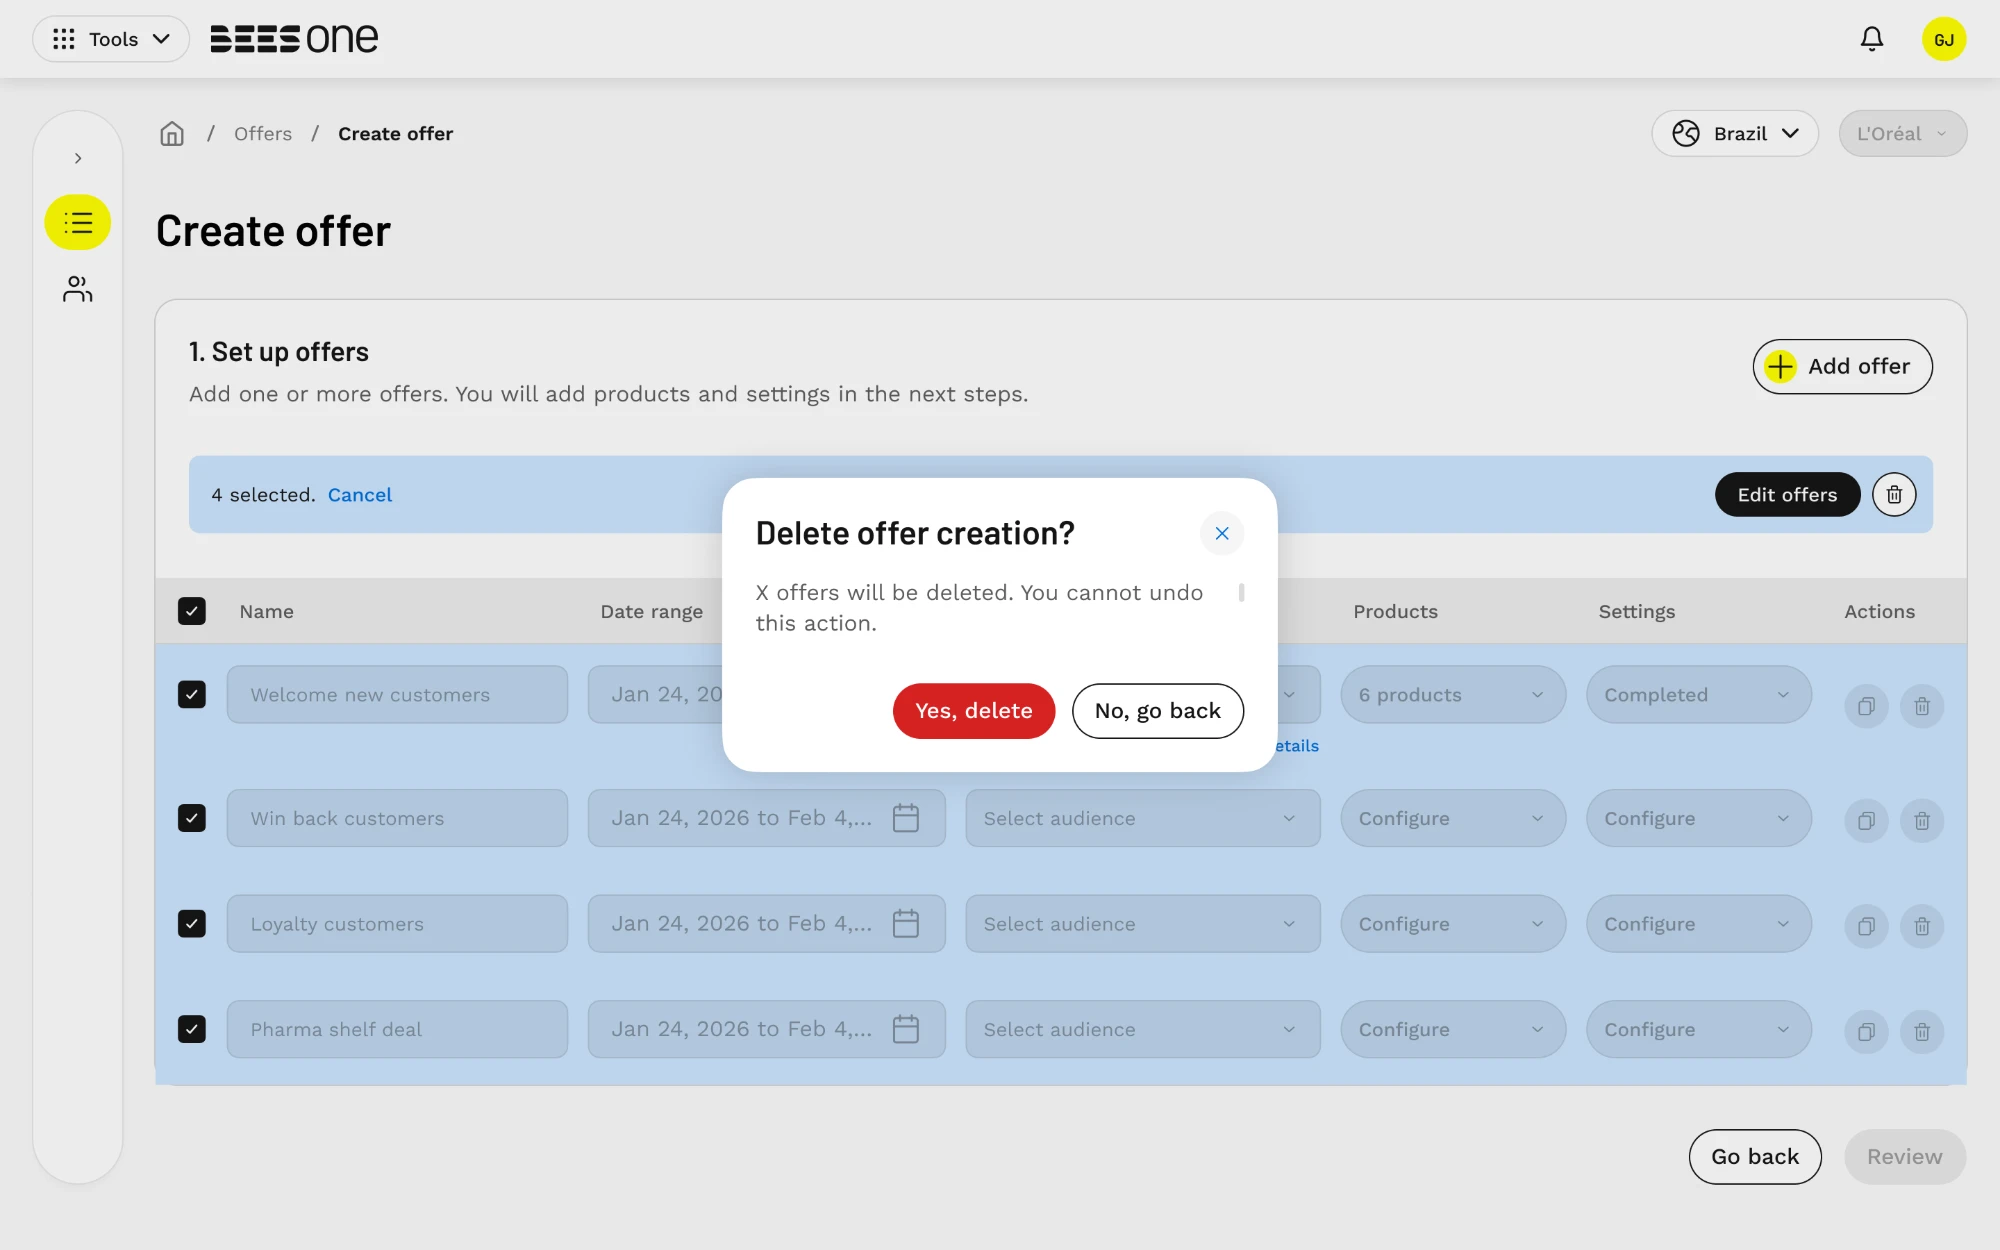 Tools
BEES one
GJ
/ Offers / Create offer
Brazil
L'Oréal
Create offer
1. Set up offers
Add one or more offers. You will add products and settings in the next steps.
Add offer
4 selected. Cancel
Edit offers
Delete offer creation?
X offers will be deleted. You cannot undo
this action.
Yes, delete
No, go back
Name
Date range
Products
Settings
Actions
Welcome new customers
Jan 24, 20
6 products
Completed
etails
Win back customers
Jan 24, 2026 to Feb 4,...
Select audience
Configure
Configure
Loyalty customers
Jan 24, 2026 to Feb 4,...
Select audience
Configure
Configure
Pharma shelf deal
Jan 24, 2026 to Feb 4,...
Select audience
Configure
Configure
Go back
Review